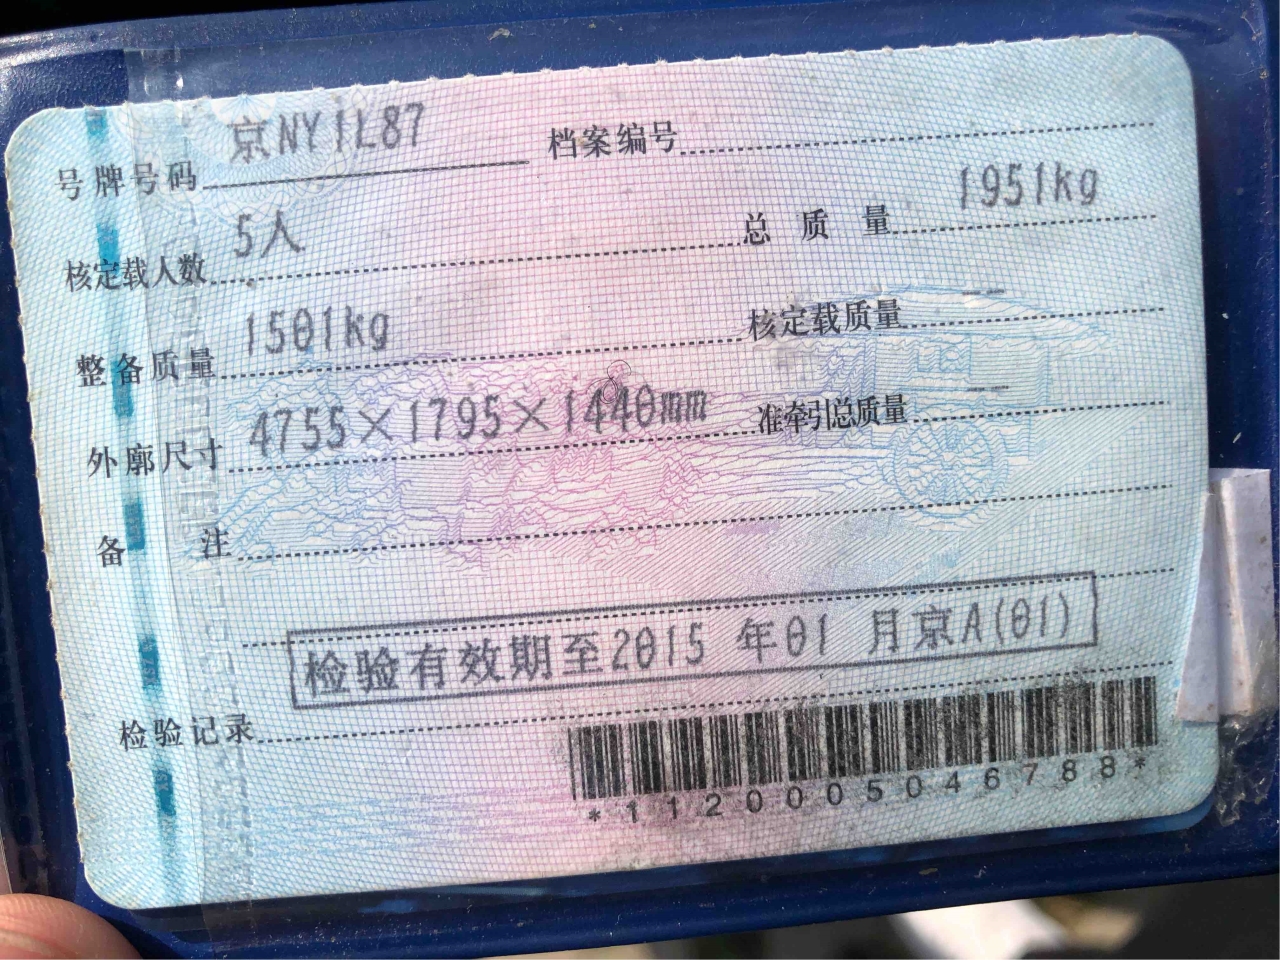 号牌号码 京NY1L87 档案编号
核定载人数 5人 总质量 1951kg
整备质量 1501kg 核定载质量 --
外廓尺寸 4755×1795×1440mm 准牵引总质量 --
备注
检验有效期至2015 年01 月京A(01)
检验记录
*1120005046788*